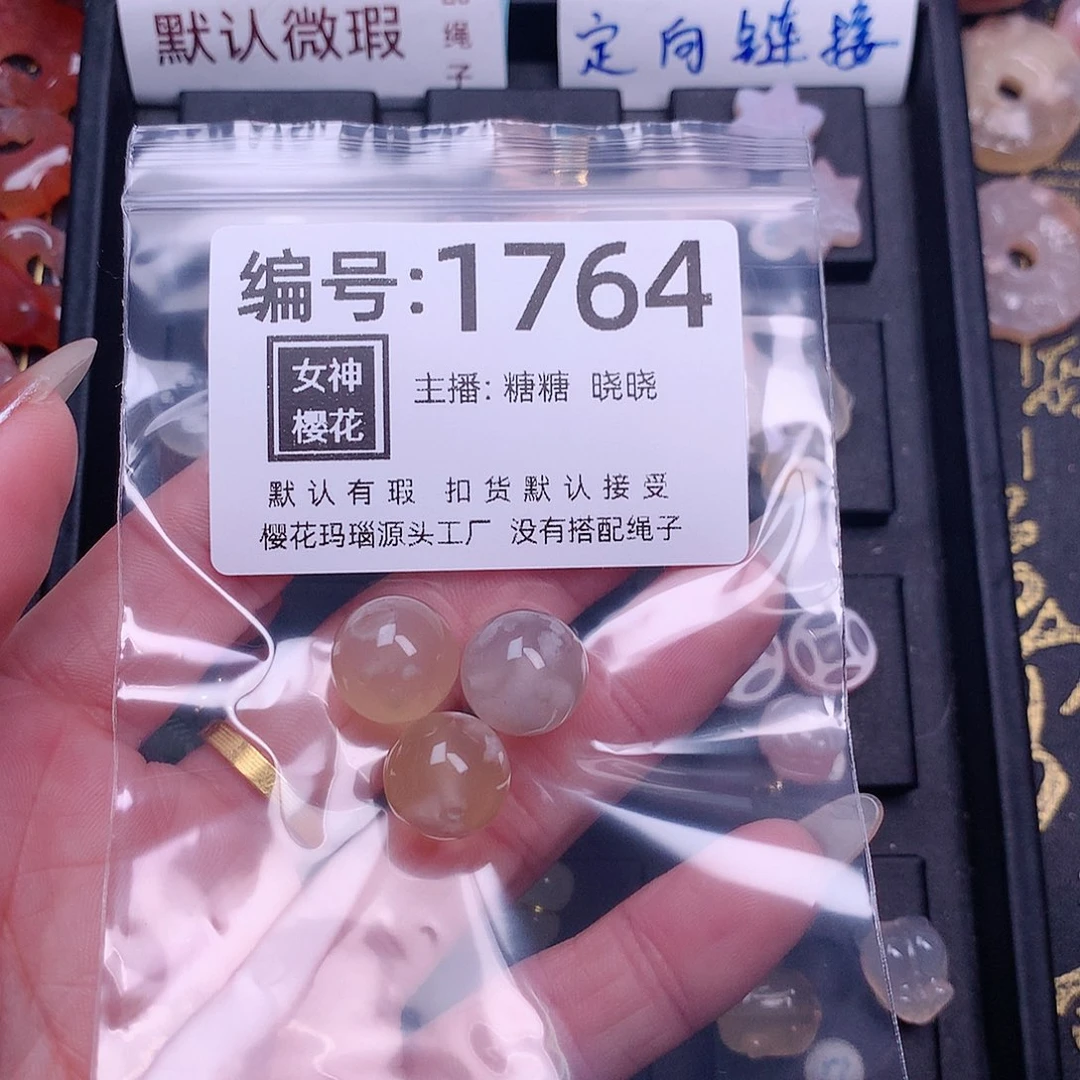 默认微瑕
绳子
定向链接
编号:1764
女神
樱花
主播: 糖糖 晓晓
默认有瑕 扣货默认接受
樱花玛瑙源头工厂 没有搭配绳子